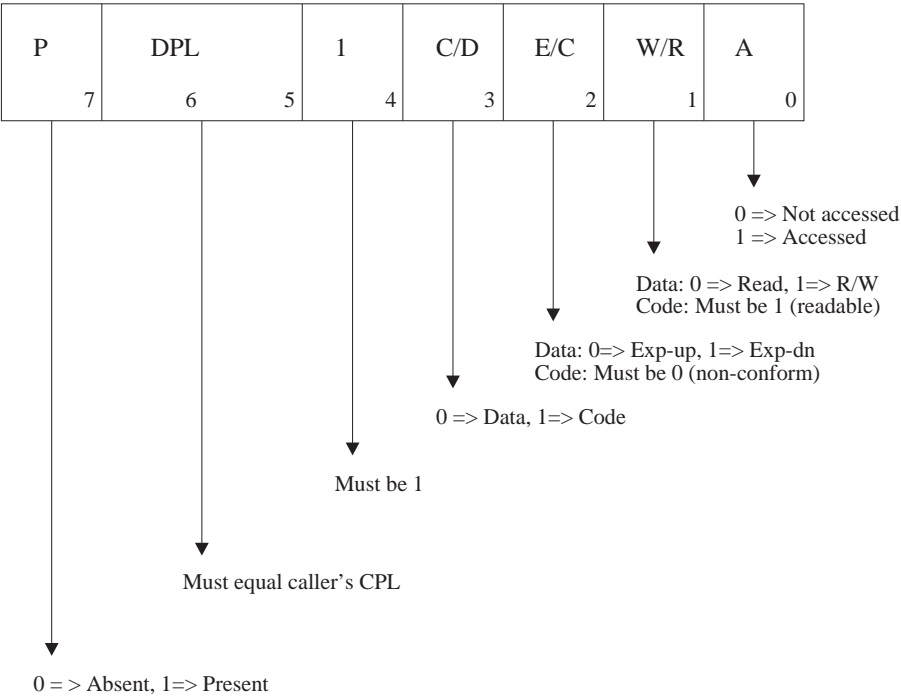 P DPL 1 C/D E/C W/R A
7 6 5 4 3 2 1 0
0 => Not accessed
1 => Accessed
Data: 0 => Read, 1=> R/W
Code: Must be 1 (readable)
Data: 0=> Exp-up, 1=> Exp-dn
Code: Must be 0 (non-conform)
0 => Data, 1=> Code
Must be 1
Must equal caller's CPL
0 = > Absent, 1=> Present